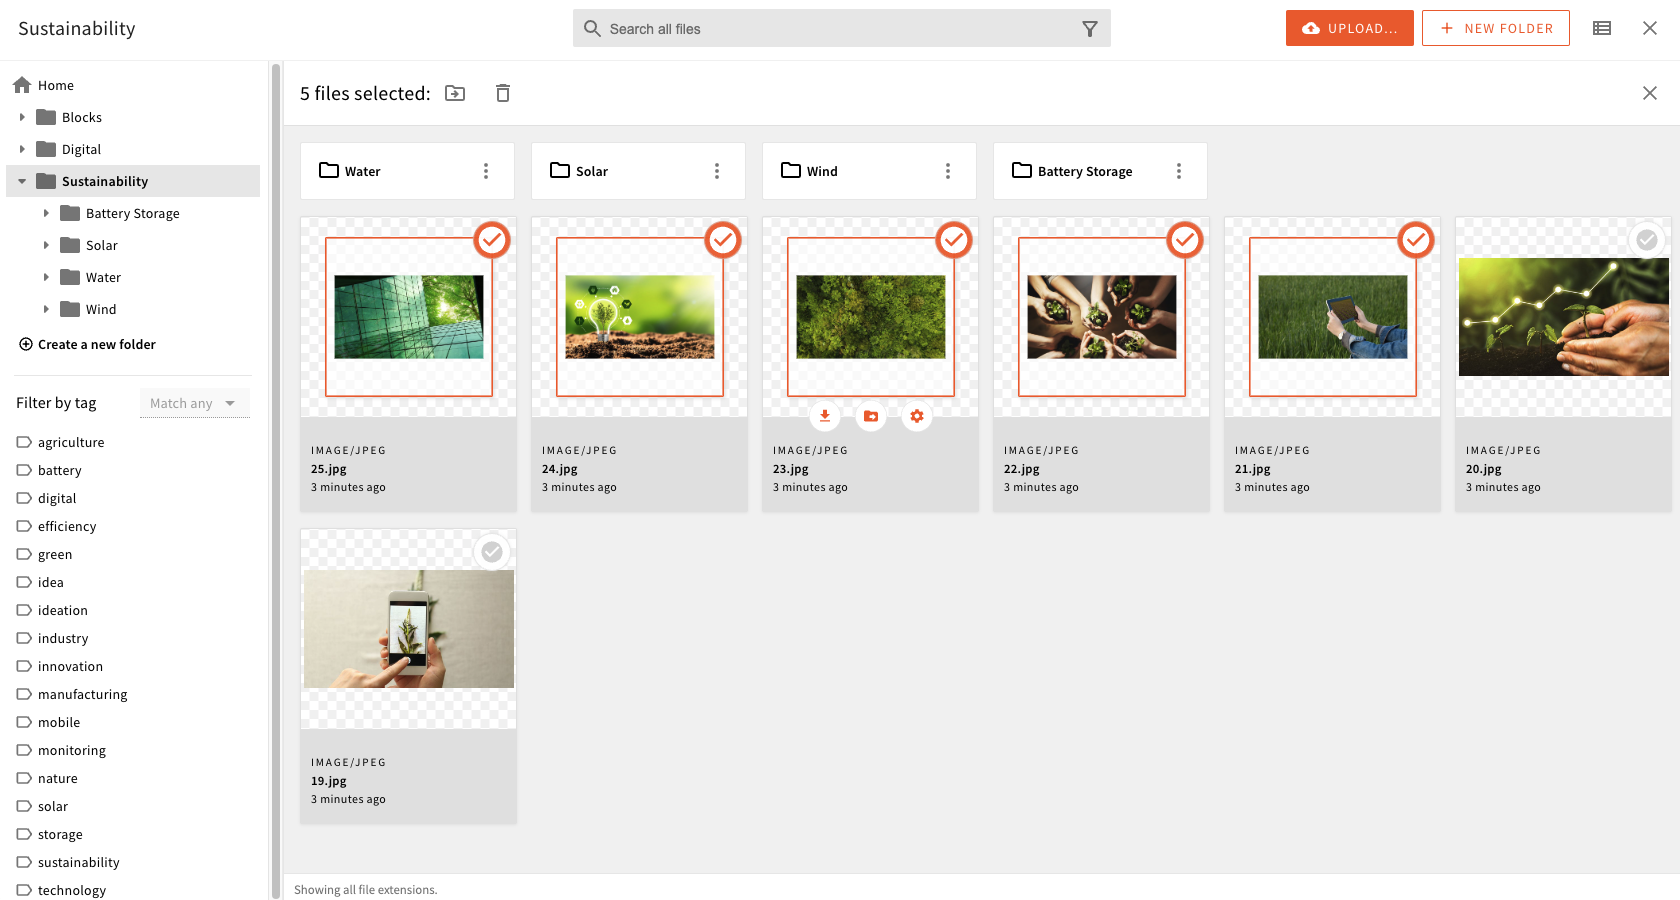 Sustainability
Search all files
UPLOAD...
NEW FOLDER
Home
Blocks
Digital
Sustainability
Battery Storage
Solar
Water
Wind
Create a new folder
Filter by tag
Match any
agriculture
battery
digital
efficiency
green
idea
ideation
industry
innovation
manufacturing
mobile
monitoring
nature
solar
storage
sustainability
technology
5 files selected:
Water
Solar
Wind
Battery Storage
IMAGE/JPEG
25.jpg
3 minutes ago
IMAGE/JPEG
24.jpg
3 minutes ago
IMAGE/JPEG
23.jpg
3 minutes ago
IMAGE/JPEG
22.jpg
3 minutes ago
IMAGE/JPEG
21.jpg
3 minutes ago
IMAGE/JPEG
20.jpg
3 minutes ago
IMAGE/JPEG
19.jpg
3 minutes ago
Showing all file extensions.